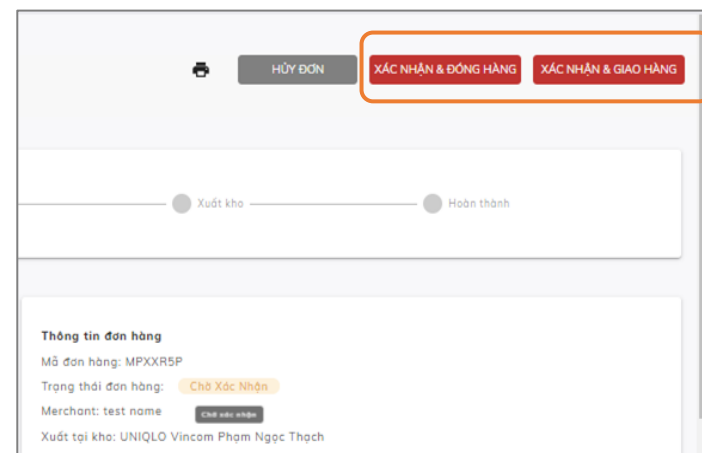 HỦY ĐƠN XÁC NHẬN & ĐÓNG HÀNG XÁC NHẬN & GIAO HÀNG
Xuất kho Hoàn thành
Thông tin đơn hàng
Mã đơn hàng: MPXXR5P
Trạng thái đơn hàng: Chờ Xác Nhận
Merchant: test name Chờ xác nhận
Xuất tại kho: UNIQLO Vincom Phạm Ngọc Thạch